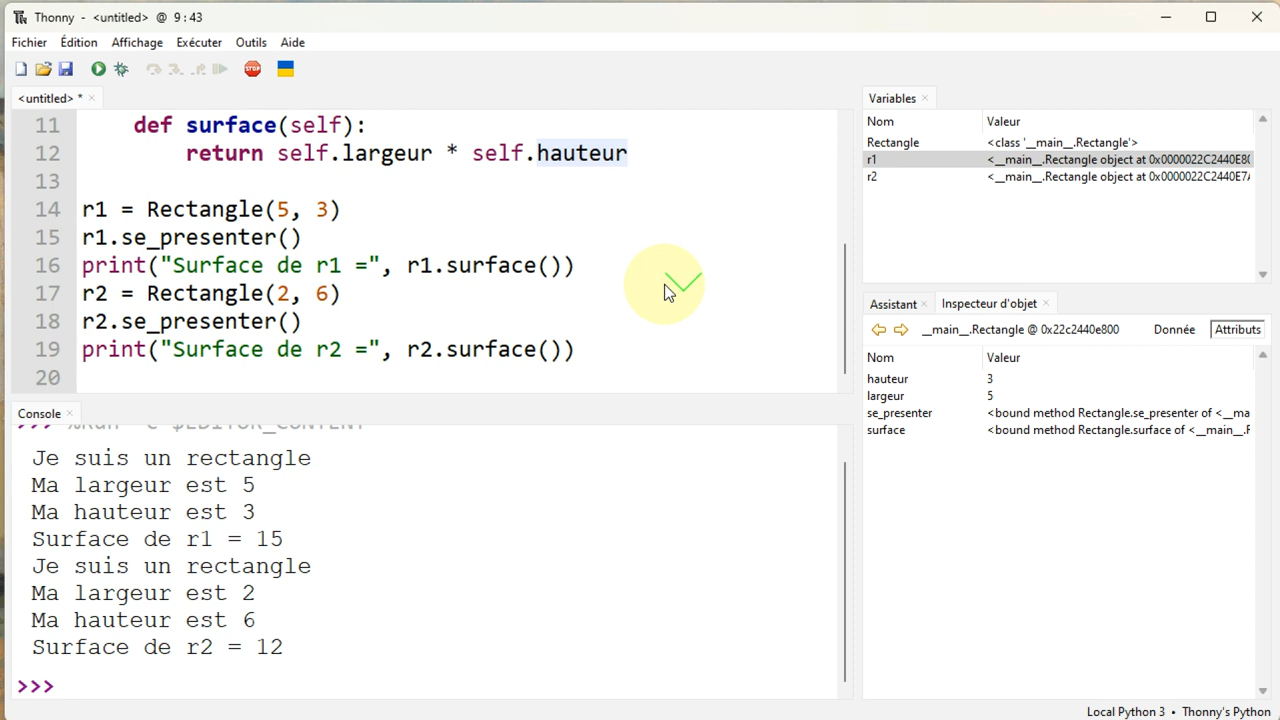 Thonny - <untitled> @ 9:43
Fichier Édition Affichage Exécuter Outils Aide
STOP
<untitled> * ×
11 def surface(self):
12 return self.largeur * self.hauteur
13
14 r1 = Rectangle(5, 3)
15 r1.se_presenter()
16 print("Surface de r1 =", r1.surface())
17 r2 = Rectangle(2, 6)
18 r2.se_presenter()
19 print("Surface de r2 =", r2.surface())
20
Console ×
>>> %Run -c $EDITOR_CONTENT
Je suis un rectangle
Ma largeur est 5
Ma hauteur est 3
Surface de r1 = 15
Je suis un rectangle
Ma largeur est 2
Ma hauteur est 6
Surface de r2 = 12
>>>
Variables ×
Nom Valeur
Rectangle <class '__main__.Rectangle'>
r1 <__main__.Rectangle object at 0x0000022C2440E80
r2 <__main__.Rectangle object at 0x0000022C2440E7
Assistant × Inspecteur d'objet ×
__main__.Rectangle @ 0x22c2440e800 Donnée Attributs
Nom Valeur
hauteur 3
largeur 5
se_presenter <bound method Rectangle.se_presenter of <__ma
surface <bound method Rectangle.surface of <__main__.
Local Python 3 • Thonny's Python